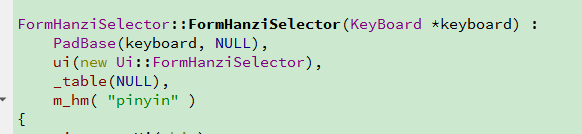 FormHanziSelector::FormHanziSelector(KeyBoard *keyboard) :
PadBase(keyboard, NULL),
ui(new Ui::FormHanziSelector),
_table(NULL),
m_hm( "pinyin" )
{